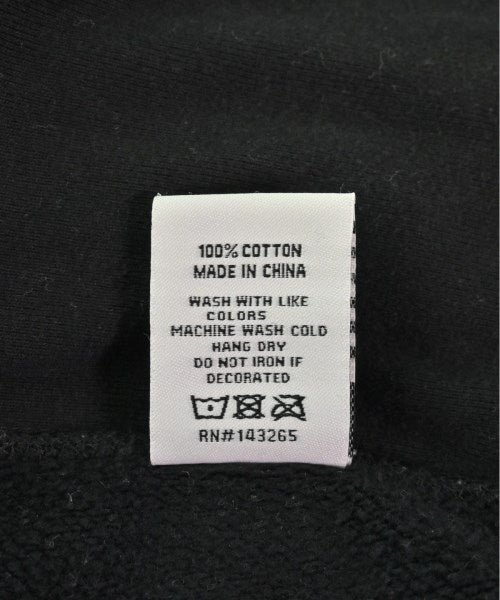 100% COTTON
MADE IN CHINA
WASH WITH LIKE
COLORS
MACHINE WASH COLD
HANG DRY
DO NOT IRON IF
DECORATED
RN#143265